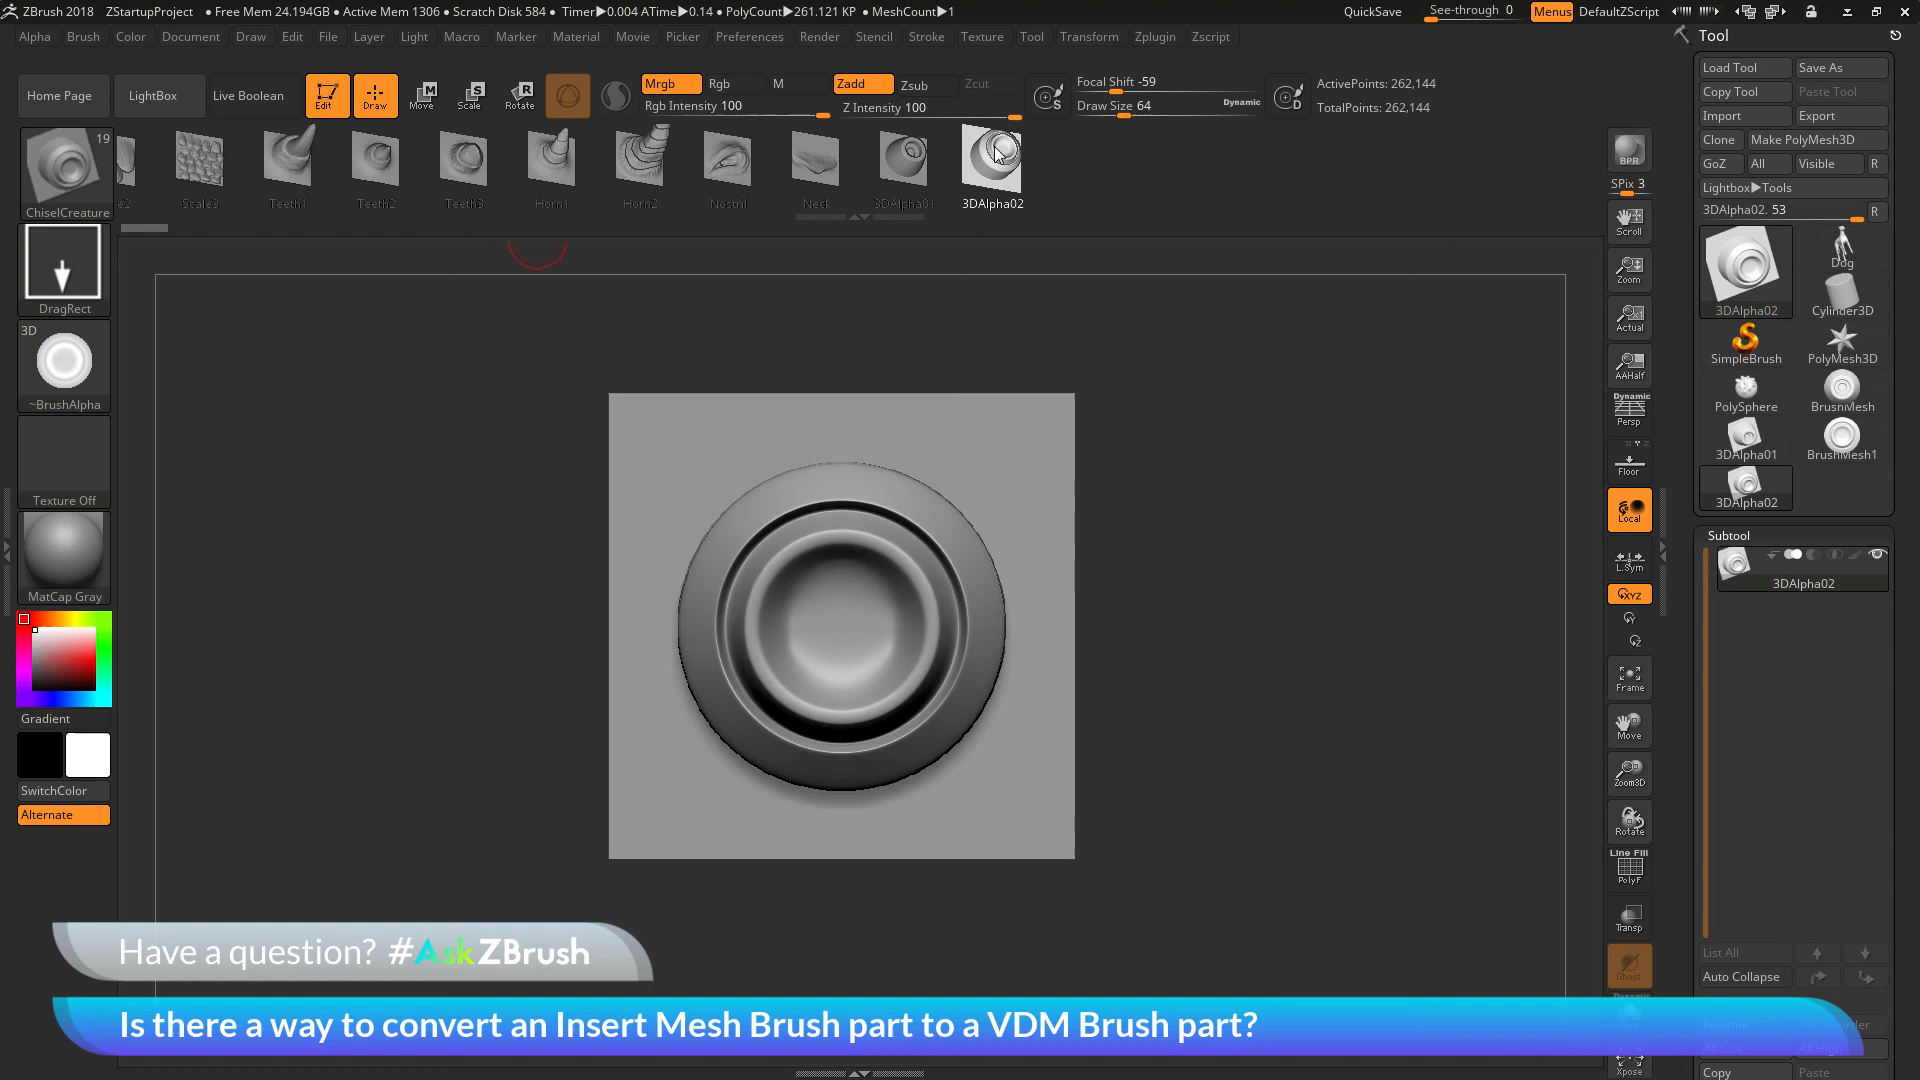 ZBrush 2018 ZStartupProject ● Free Mem 24.194GB ● Active Mem 1306 ● Scratch Disk 584 ● Timer▶0.004 ATime▶0.14 ● PolyCount▶261.121 KP ● MeshCount▶1 QuickSave See-through 0 Menus DefaultZScript
Alpha Brush Color Document Draw Edit File Layer Light Macro Marker Material Movie Picker Preferences Render Stencil Stroke Texture Tool Transform Zplugin Zscript
Tool
Load Tool Save As
Copy Tool Paste Tool
Import Export
Clone Make PolyMesh3D
GoZ All Visible R
Lightbox▶Tools
3DAlpha02. 53 R
Home Page LightBox Live Boolean Edit Draw Move Scale Rotate
Mrgb Rgb M Zadd Zsub Zcut
Rgb Intensity 100 Z Intensity 100
Focal Shift -59
Draw Size 64 Dynamic
ActivePoints: 262,144
TotalPoints: 262,144
19
ChiselCreature
Scale3 Teeth1 Teeth2 Teeth3 Horn1 Horn2 Nostril Neck 3DAlpha01 3DAlpha02
DragRect
3D
~BrushAlpha
Texture Off
MatCap Gray
Gradient
SwitchColor
Alternate
BPR
SPix 3
Scroll
Zoom
Actual
AAHalf
Dynamic
Persp
Floor
Local
L.Sym
XYZ
Frame
Move
Zoom3D
Rotate
Line Fill
PolyF
Transp
Ghost
Xpose
3DAlpha02 Dog
Cylinder3D
SimpleBrush PolyMesh3D
PolySphere BrushMesh
3DAlpha01 BrushMesh1
3DAlpha02
Subtool
3DAlpha02
List All
Auto Collapse
Copy Paste
Have a question? #AskZBrush
Is there a way to convert an Insert Mesh Brush part to a VDM Brush part?